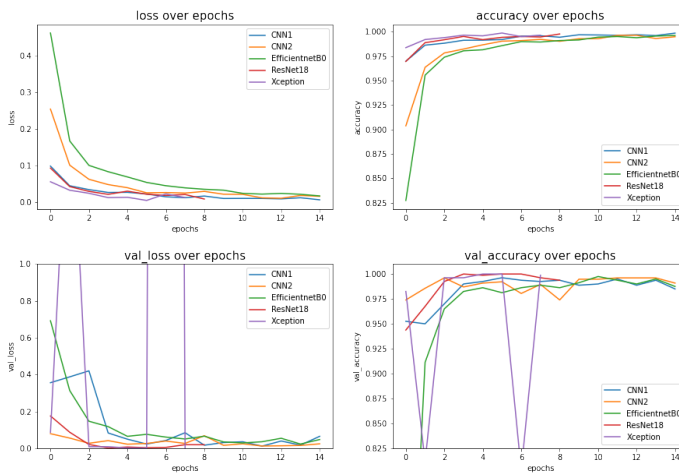 loss over epochs
0.4
0.3
0.2
0.1
0.0
loss
0 2 4 6 8 10 12 14
epochs
CNN1
CNN2
EfficientnetB0
ResNet18
Xception
accuracy over epochs
1.000
0.975
0.950
0.925
0.900
0.875
0.850
0.825
accuracy
0 2 4 6 8 10 12 14
epochs
CNN1
CNN2
EfficientnetB0
ResNet18
Xception
val_loss over epochs
1.0
0.8
0.6
0.4
0.2
0.0
val_loss
0 2 4 6 8 10 12 14
epochs
CNN1
CNN2
EfficientnetB0
ResNet18
Xception
val_accuracy over epochs
1.000
0.975
0.950
0.925
0.900
0.875
0.850
0.825
val_accuracy
0 2 4 6 8 10 12 14
epochs
CNN1
CNN2
EfficientnetB0
ResNet18
Xception